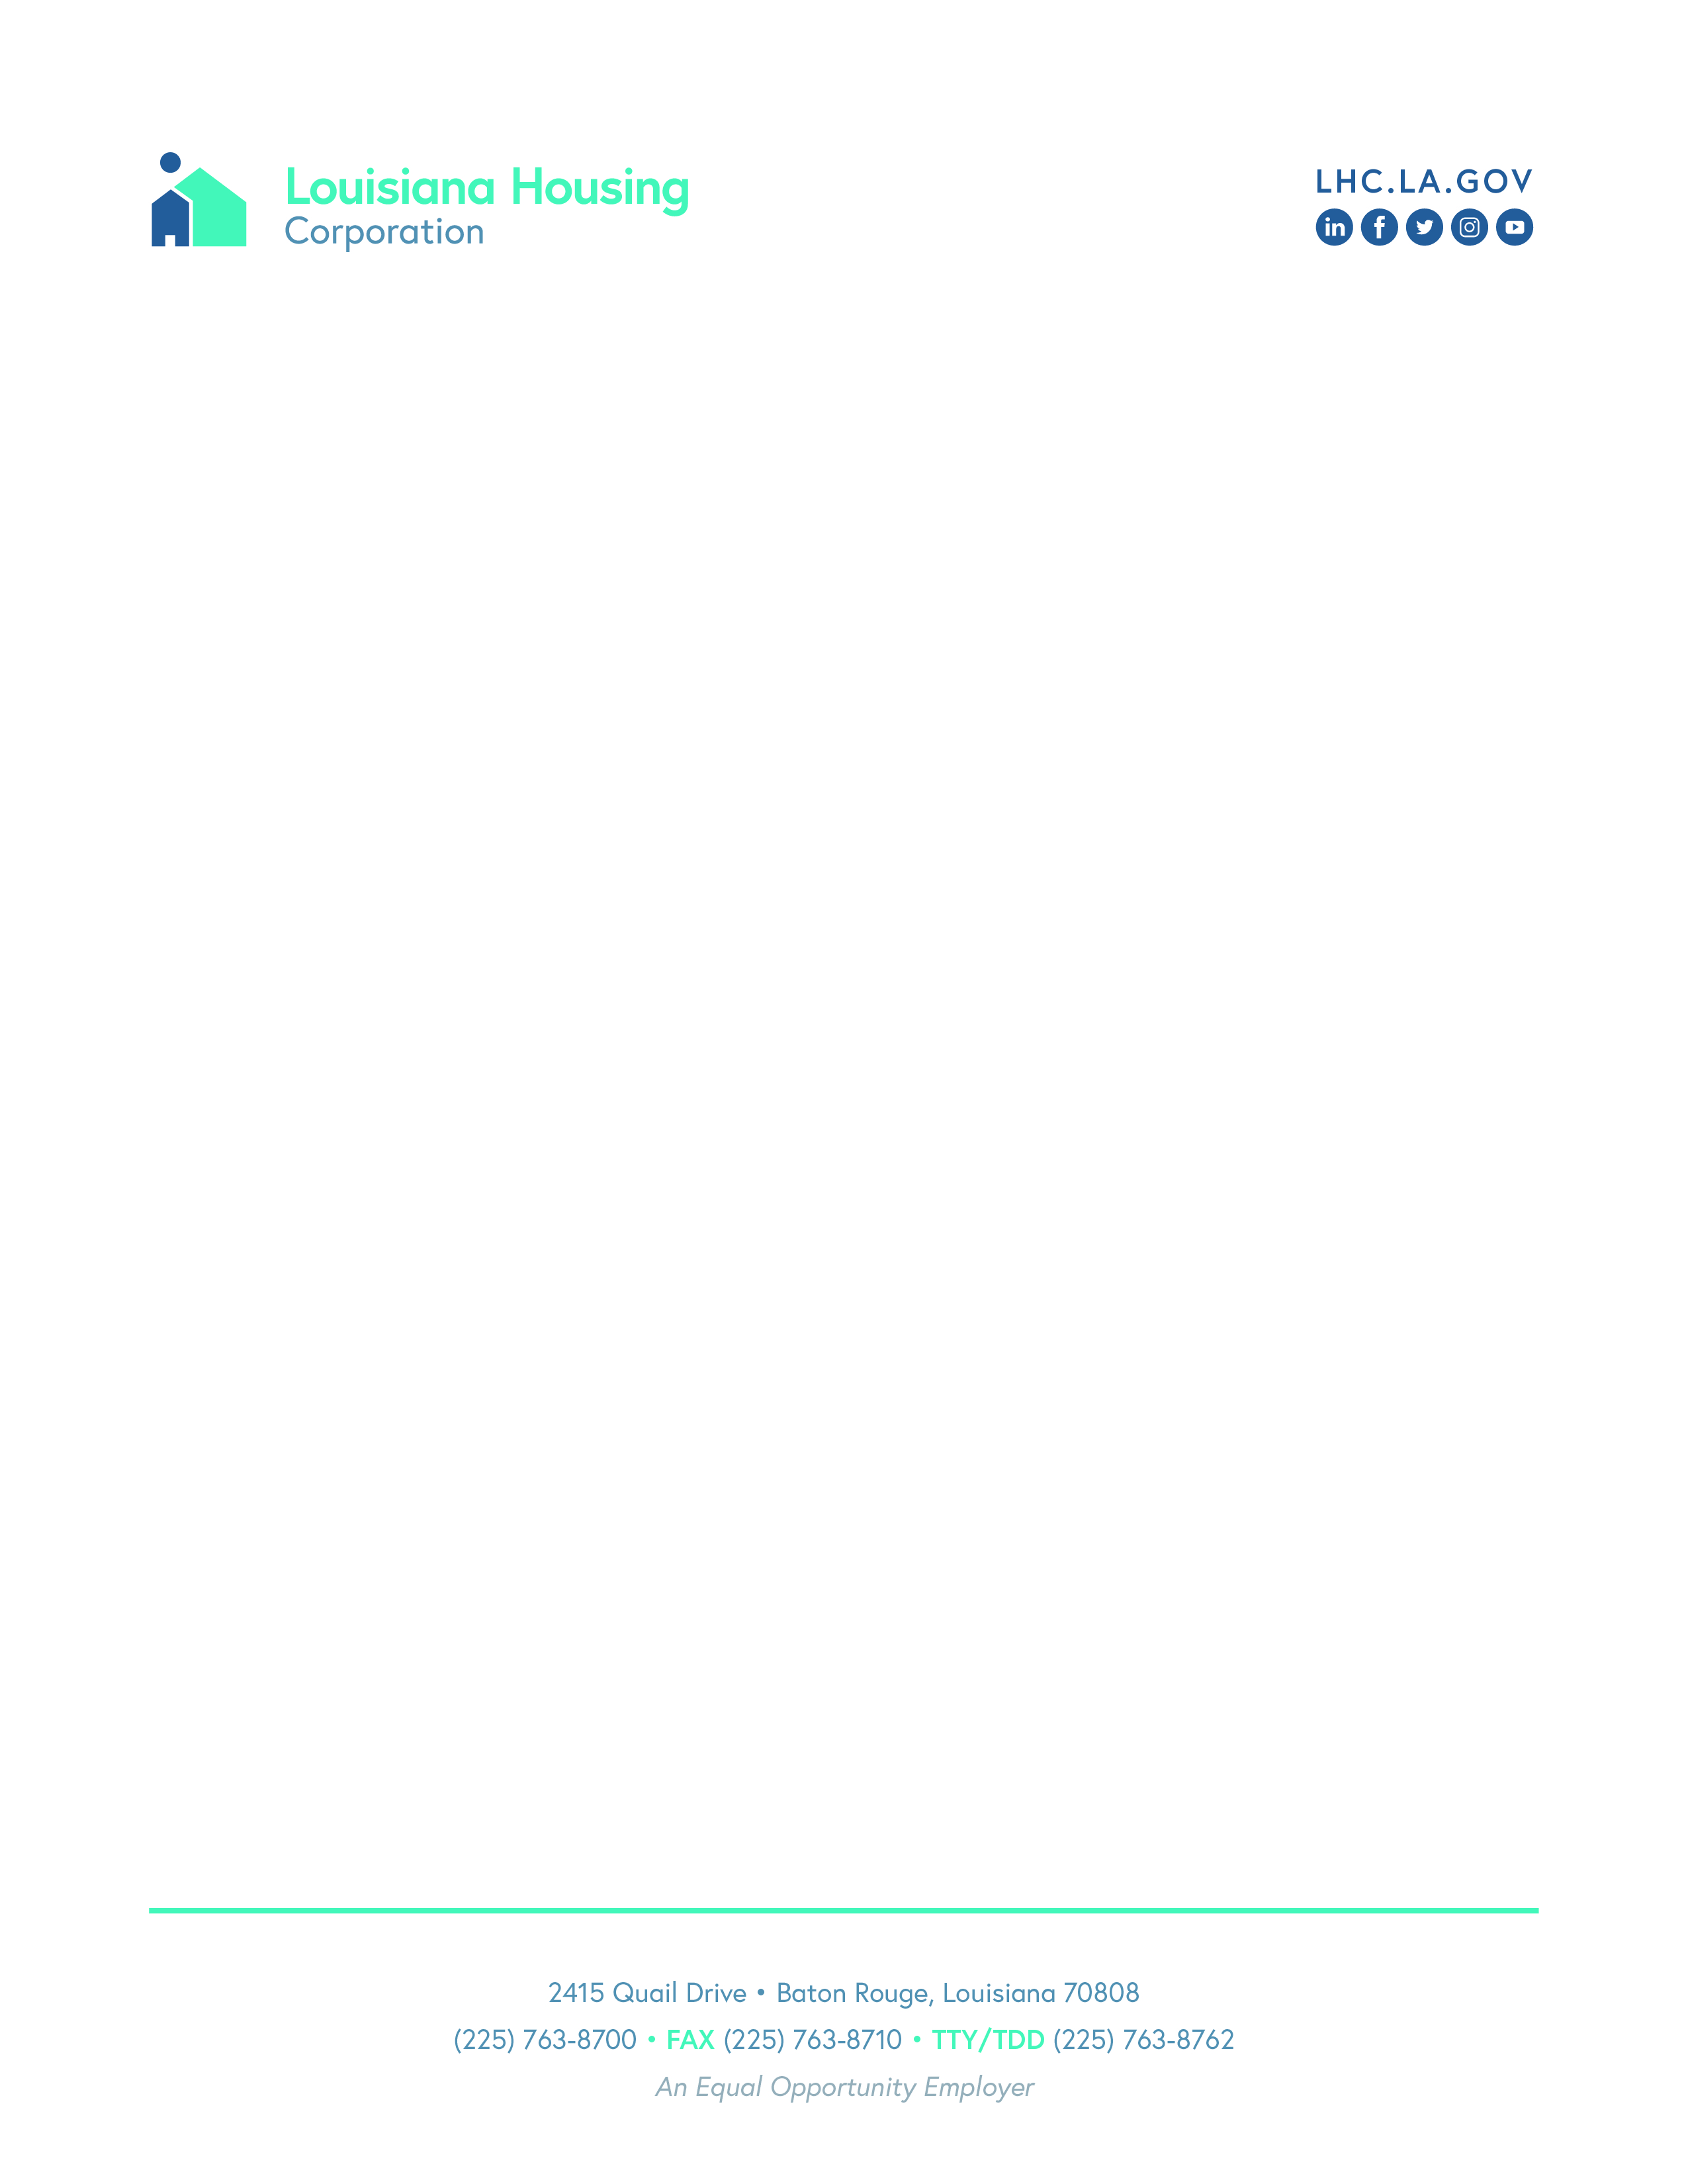 Louisiana Housing
Corporation
LHC.LA.GOV
2415 Quail Drive • Baton Rouge, Louisiana 70808
(225) 763-8700 • FAX (225) 763-8710 • TTY/TDD (225) 763-8762
An Equal Opportunity Employer